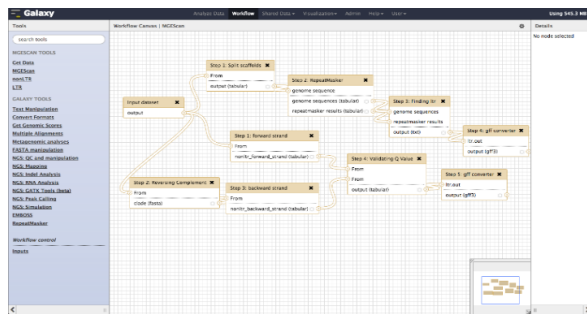 Galaxy
Analyze Data Workflow Shared Data Visualization Admin Help User
Using 545.3 MB
Tools
Workflow Canvas | MGEScan
Details
search tools
No node selected
MGESCAN TOOLS
Get Data
MGEScan
nonLTR
LTR
GALAXY TOOLS
Text Manipulation
Convert Formats
Get Genomic Scores
Multiple Alignments
Metagenomic analyses
FASTA manipulation
NGS: QC and manipulation
NGS: Mapping
NGS: Indel Analysis
NGS: RNA Analysis
NGS: GATK Tools (beta)
NGS: Peak Calling
NGS: Simulation
EMBOSS
RepeatMasker
Workflow control
Inputs
Input dataset
output
Step 1: Split scaffolds
From
output (tabular)
Step 2: RepeatMasker
genome sequence
genome sequences (tabular)
repeatmasker results (tabular)
Step 3: Finding ltr
genome sequences
repeatmasker results
output (txt)
Step 4: gff converter
ltr.out
output (gff3)
Step 1: forward strand
From
nonltr_forward_strand (tabular)
Step 2: Reversing Complement
From
clode (fasta)
Step 3: backward strand
From
nonltr_backward_strand (tabular)
Step 4: Validating Q Value
From
From
output (tabular)
Step 5: gff converter
ltr.out
output (gff3)